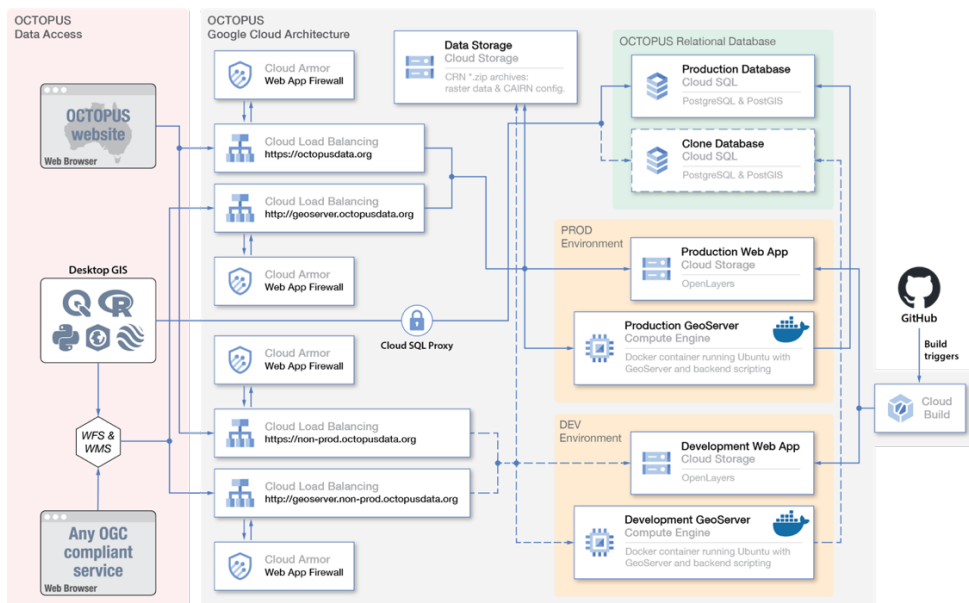 OCTOPUS
Data Access
OCTOPUS
website
Web Browser
Desktop GIS
Q
R
WFS &
WMS
Any OGC
compliant
service
Web Browser
OCTOPUS
Google Cloud Architecture
Cloud Armor
Web App Firewall
Cloud Load Balancing
https://octopusdata.org
Cloud Load Balancing
http://geoserver.octopusdata.org
Cloud Armor
Web App Firewall
Cloud SQL Proxy
Cloud Armor
Web App Firewall
Cloud Load Balancing
https://non-prod.octopusdata.org
Cloud Load Balancing
http://geoserver.non-prod.octopusdata.org
Cloud Armor
Web App Firewall
Data Storage
Cloud Storage
CRN *.zip archives:
raster data & CAIRN config.
OCTOPUS Relational Database
Production Database
Cloud SQL
PostgreSQL & PostGIS
Clone Database
Cloud SQL
PostgreSQL & PostGIS
PROD
Environment
Production Web App
Cloud Storage
OpenLayers
Production GeoServer
Compute Engine
Docker container running Ubuntu with
GeoServer and backend scripting
DEV
Environment
Development Web App
Cloud Storage
OpenLayers
Development GeoServer
Compute Engine
Docker container running Ubuntu with
GeoServer and backend scripting
GitHub
Build
triggers
Cloud
Build